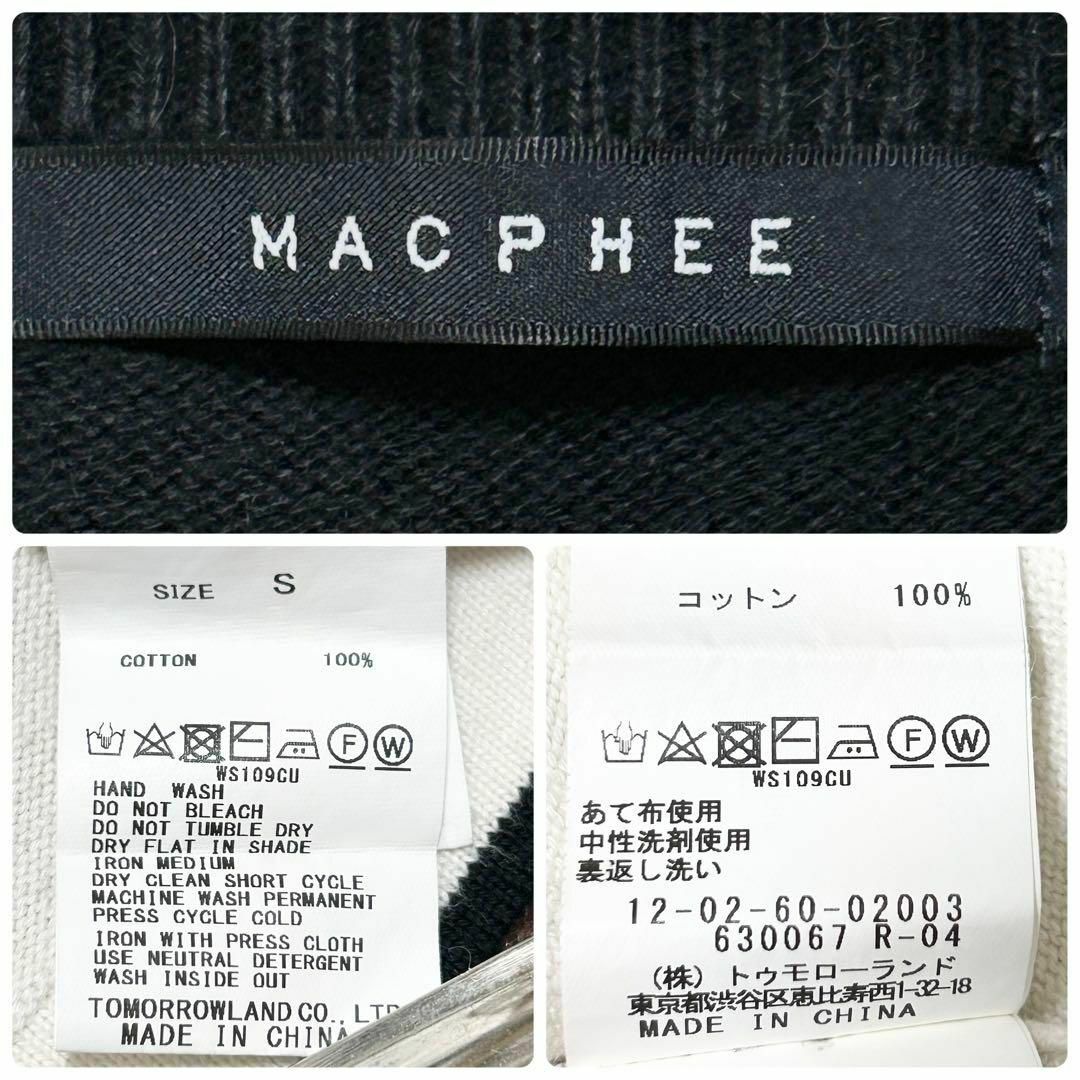 MACPHEE
SIZE S
COTTON 100%
F W
WS109CU
HAND WASH
DO NOT BLEACH
DO NOT TUMBLE DRY
DRY FLAT IN SHADE
IRON MEDIUM
DRY CLEAN SHORT CYCLE
MACHINE WASH PERMANENT
PRESS CYCLE COLD
IRON WITH PRESS CLOTH
USE NEUTRAL DETERGENT
WASH INSIDE OUT
TOMORROWLAND CO., LTD
MADE IN CHINA
コットン 100%
F W
WS109CU
あて布使用
中性洗剤使用
裏返し洗い
12-02-60-02003
630067 R-04
(株) トゥモローランド
東京都渋谷区恵比寿西1-32-18
MADE IN CHINA